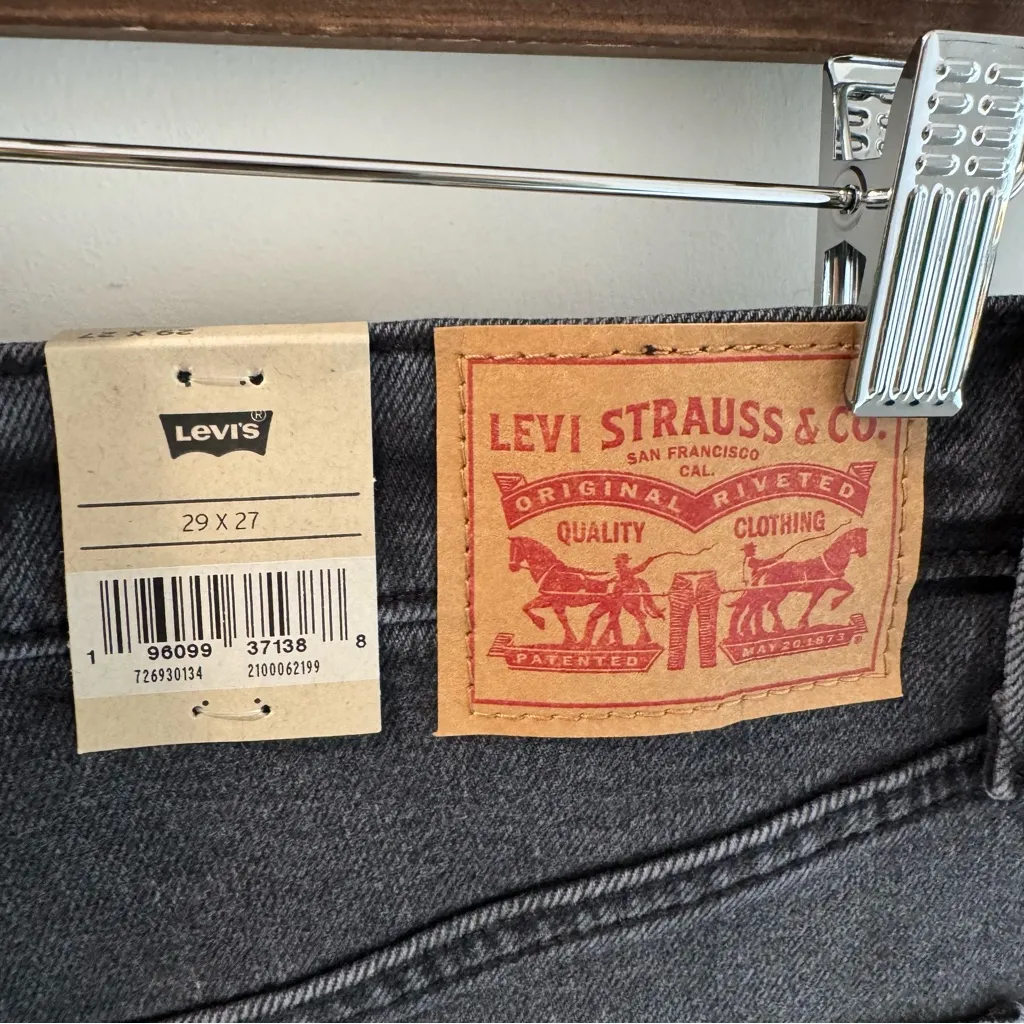 29 X 27
LEVI'S®
29 X 27
1 96099 37138 8
726930134 2100062199
LEVI STRAUSS & CO.
SAN FRANCISCO
CAL.
ORIGINAL RIVETED
QUALITY CLOTHING
PATENTED MAY 20.1873